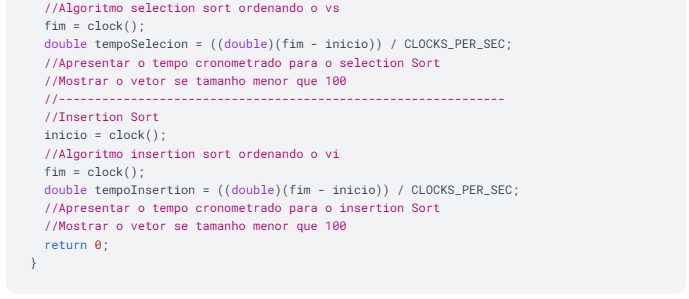 //Algoritmo selection sort ordenando o vs
fim = clock();
double tempoSelecion = ((double)(fim - inicio)) / CLOCKS_PER_SEC;
//Apresentar o tempo cronometrado para o selection Sort
//Mostrar o vetor se tamanho menor que 100
//--------------------------------------------------------------
//Insertion Sort
inicio = clock();
//Algoritmo insertion sort ordenando o vi
fim = clock();
double tempoInsertion = ((double)(fim - inicio)) / CLOCKS_PER_SEC;
//Apresentar o tempo cronometrado para o insertion Sort
//Mostrar o vetor se tamanho menor que 100
return 0;
}